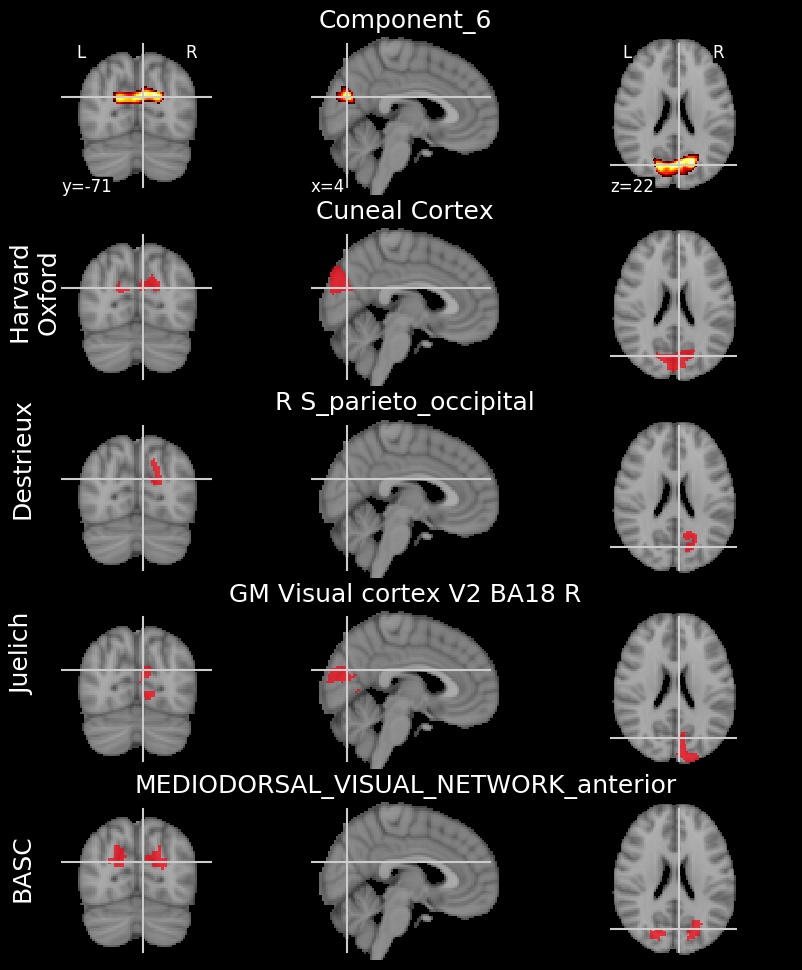 Component_6
L R
L R
y=-71
x=4
z=22
Cuneal Cortex
Harvard
Oxford
R S_parieto_occipital
Destrieux
GM Visual cortex V2 BA18 R
Juelich
MEDIODORSAL_VISUAL_NETWORK_anterior
BASC